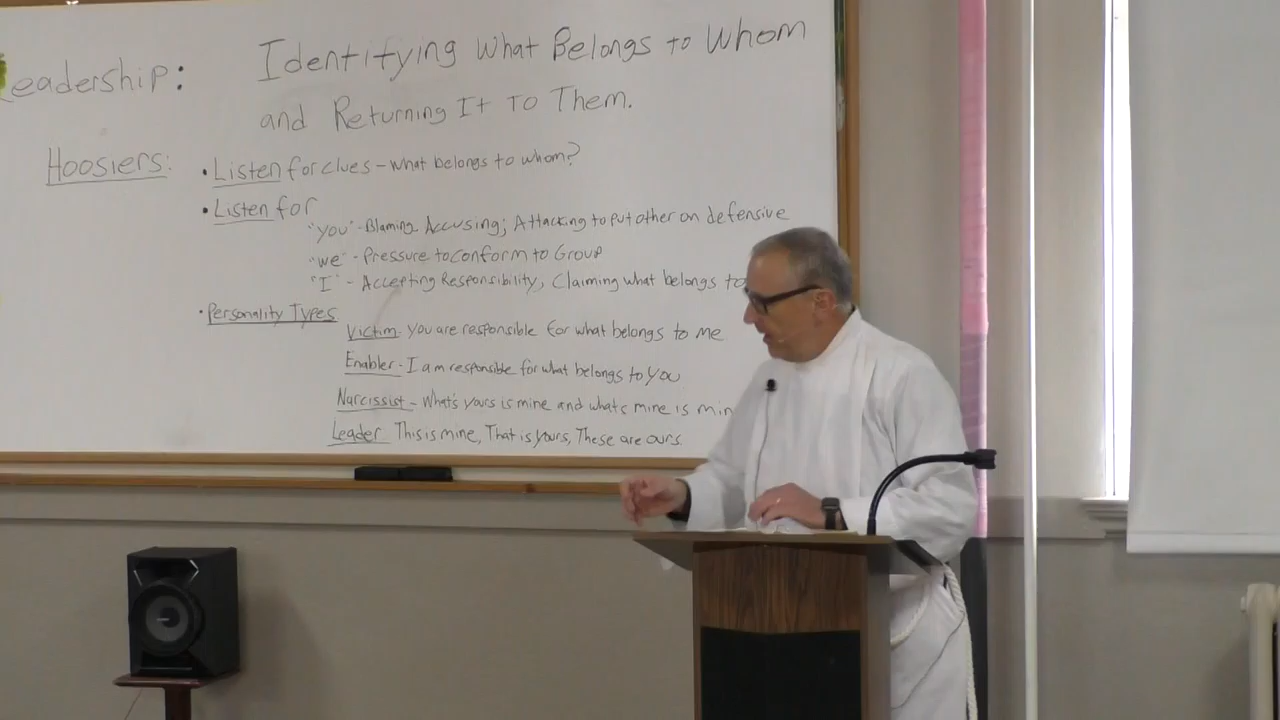 Leadership: Identifying What Belongs to Whom
and Returning It To Them.
Hoosiers:
• Listen for clues - What belongs to whom?
• Listen for
"you" - Blaming, Accusing; Attacking to put other on defensive
"we" - Pressure to conform to Group
"I" - Accepting Responsibility, Claiming what belongs to
• Personality Types
Victim. you are responsible for what belongs to me
Enabler - I am responsible for what belongs to you
Narcissist - What's yours is mine and whats mine is min
Leader This is mine, That is yours, These are ours